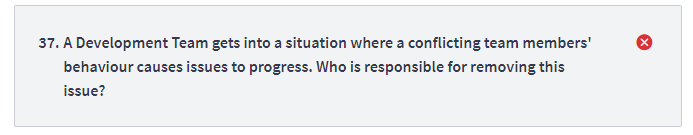 37. A Development Team gets into a situation where a conflicting team members'
behaviour causes issues to progress. Who is responsible for removing this
issue?